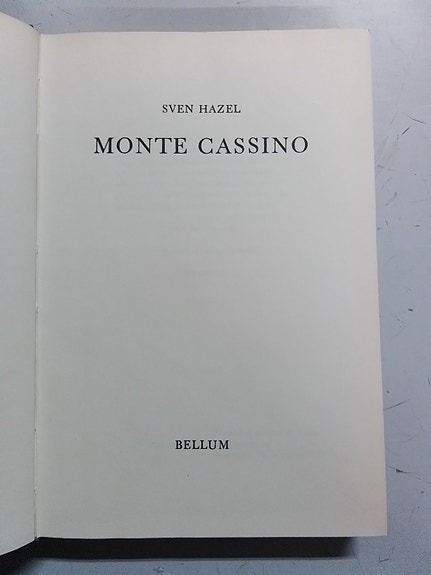 SVEN HAZEL
MONTE CASSINO
BELLUM